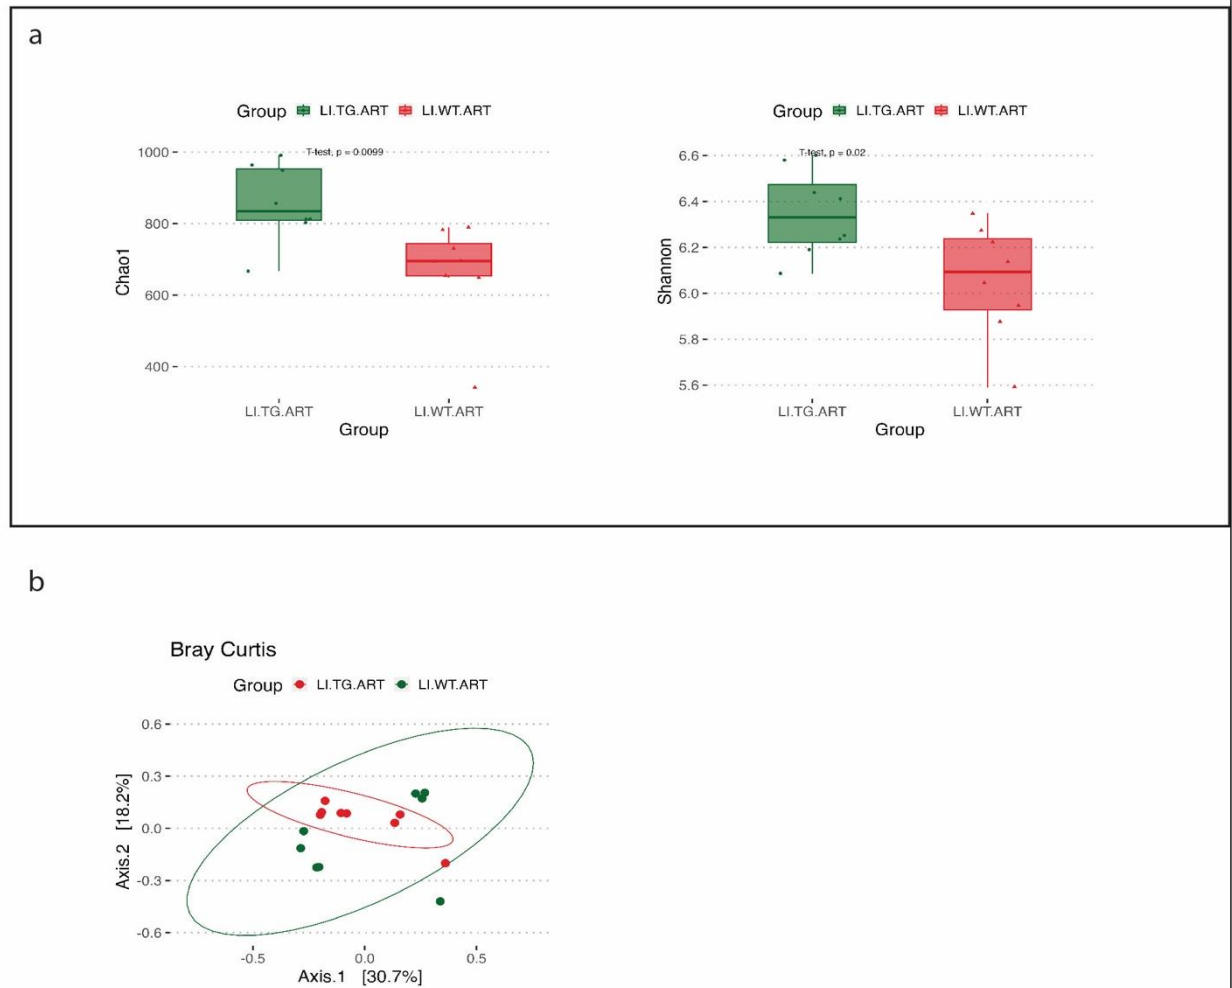 a
Group LI.TG.ART LI.WT.ART
T-test, p = 0.0099
1000
800
600
400
Chao1
LI.TG.ART LI.WT.ART
Group
Group LI.TG.ART LI.WT.ART
T-test, p = 0.02
6.6
6.4
6.2
6.0
5.8
5.6
Shannon
LI.TG.ART LI.WT.ART
Group
b
Bray Curtis
Group LI.TG.ART LI.WT.ART
0.6
0.3
0.0
-0.3
-0.6
Axis.2 [18.2%]
-0.5 0.0 0.5
Axis.1 [30.7%]